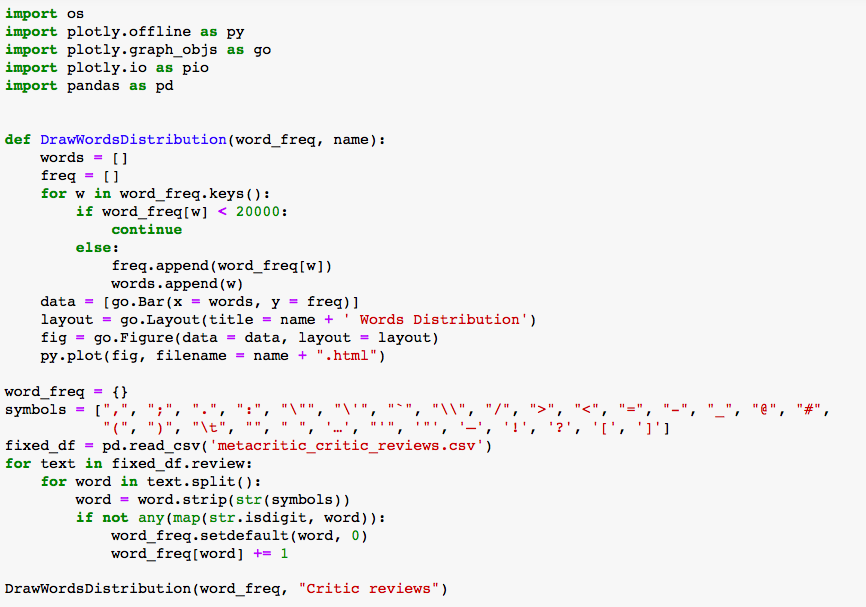 import os
import plotly.offline as py
import plotly.graph_objs as go
import plotly.io as pio
import pandas as pd


def DrawWordsDistribution(word_freq, name):
    words = []
    freq = []
    for w in word_freq.keys():
        if word_freq[w] < 20000:
            continue
        else:
            freq.append(word_freq[w])
            words.append(w)
    data = [go.Bar(x = words, y = freq)]
    layout = go.Layout(title = name + ' Words Distribution')
    fig = go.Figure(data = data, layout = layout)
    py.plot(fig, filename = name + ".html")

word_freq = {}
symbols = [",", ";", ".", ":", "\"", "\'", "`", "\\", "/", ">", "<", "=", "-", "_", "@", "#",
           "(", ")", "\t", "", " ", '…', "'", '"', '—', '!', '?', '[', ']']
fixed_df = pd.read_csv('metacritic_critic_reviews.csv')
for text in fixed_df.review:
    for word in text.split():
        word = word.strip(str(symbols))
        if not any(map(str.isdigit, word)):
            word_freq.setdefault(word, 0)
            word_freq[word] += 1

DrawWordsDistribution(word_freq, "Critic reviews")